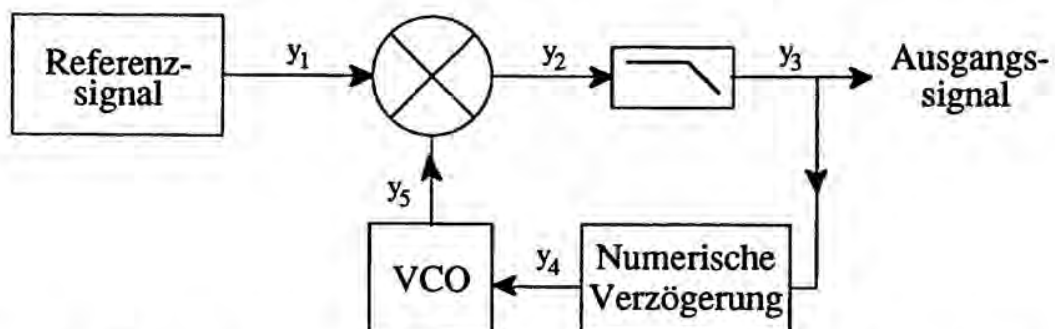 Referenz-
signal
y1
y2
y3
Ausgangs-
signal
y5
VCO
y4
Numerische
Verzögerung